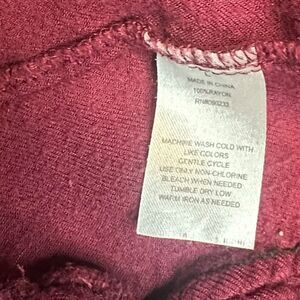 MADE IN CHINA
100%RAYON
MACHINE WASH COLD WITH
LIKE COLORS
GENTLE CYCLE
USE ONLY NON-CHLORINE
BLEACH WHEN NEEDED
TUMBLE DRY LOW
WARM IRON AS NEEDED